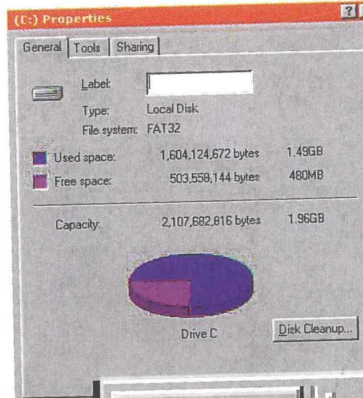 (C:) Properties
General Tools Sharing
Label:
Type: Local Disk
File system: FAT32
Used space: 1,604,124,672 bytes 1.49GB
Free space: 503,558,144 bytes 480MB
Capacity: 2,107,682,816 bytes 1.96GB
Drive C
Disk Cleanup...